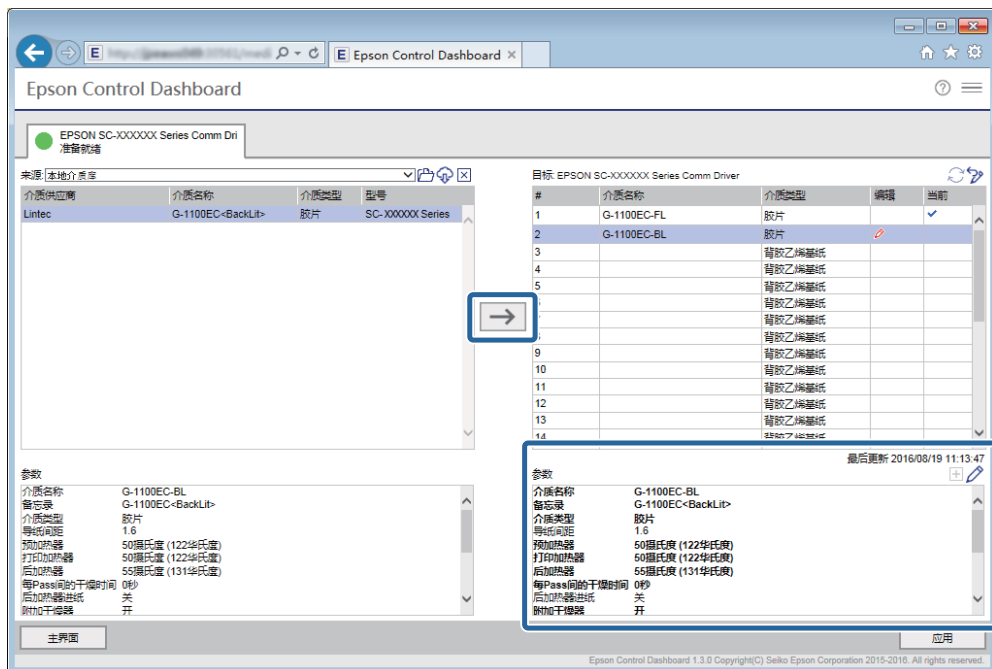 Epson Control Dashboard
Epson Control Dashboard
EPSON SC-XXXXXX Series Comm Dri
准备就绪
来源: 本地介质库
介质供应商 介质名称 介质类型 型号
Lintec G-1100EC<BackLit> 胶片 SC-XXXXXX Series
目标: EPSON SC-XXXXXX Series Comm Driver
# 介质名称 介质类型 编辑 当前
1 G-1100EC-FL 胶片
2 G-1100EC-BL 胶片
3 背胶乙烯基纸
4 背胶乙烯基纸
5 背胶乙烯基纸
背胶乙烯基纸
背胶乙烯基纸
背胶乙烯基纸
9 背胶乙烯基纸
10 背胶乙烯基纸
11 背胶乙烯基纸
12 背胶乙烯基纸
13 背胶乙烯基纸
14 背胶乙烯基纸
参数
介质名称 G-1100EC-BL
备忘录 G-1100EC<BackLit>
介质类型 胶片
导纸间距 1.6
预加热器 50摄氏度 (122华氏度)
打印加热器 50摄氏度 (122华氏度)
后加热器 55摄氏度 (131华氏度)
每Pass间的干燥时间 0秒
后加热器进纸 关
附加干燥器 开
最后更新 2016/08/19 11:13:47
参数
介质名称 G-1100EC-BL
备忘录 G-1100EC<BackLit>
介质类型 胶片
导纸间距 1.6
预加热器 50摄氏度 (122华氏度)
打印加热器 50摄氏度 (122华氏度)
后加热器 55摄氏度 (131华氏度)
每Pass间的干燥时间 0秒
后加热器进纸 关
附加干燥器 开
主界面
应用
Epson Control Dashboard 1.3.0 Copyright(C) Seiko Epson Corporation 2015-2016. All rights reserved.